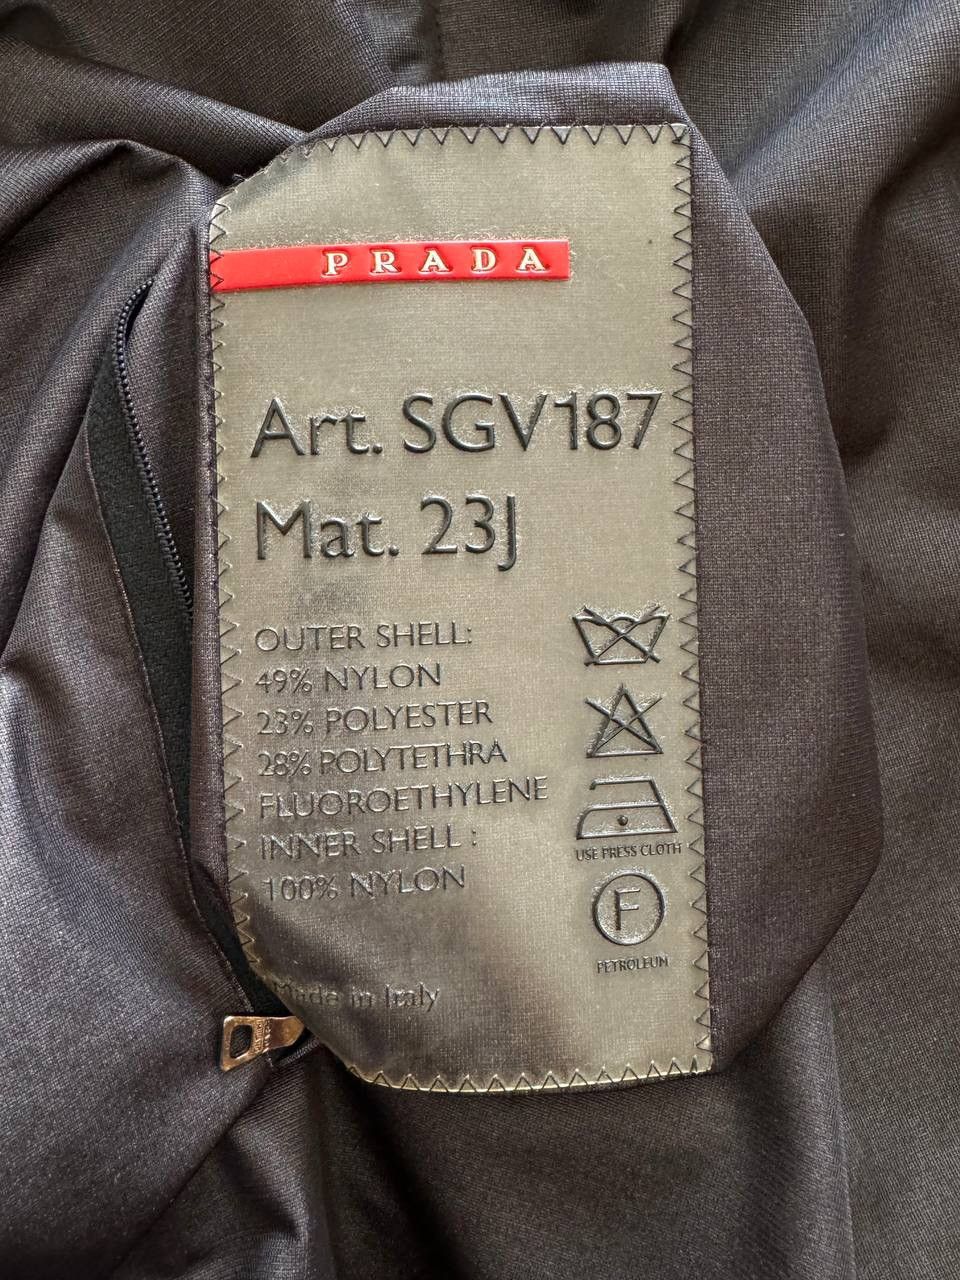 PRADA
Art. SGV187
Mat. 23J
OUTER SHELL:
49% NYLON
23% POLYESTER
28% POLYTETHRA
FLUOROETHYLENE
INNER SHELL :
100% NYLON
USE PRESS CLOTH
F
PETROLEUM
Made in Italy